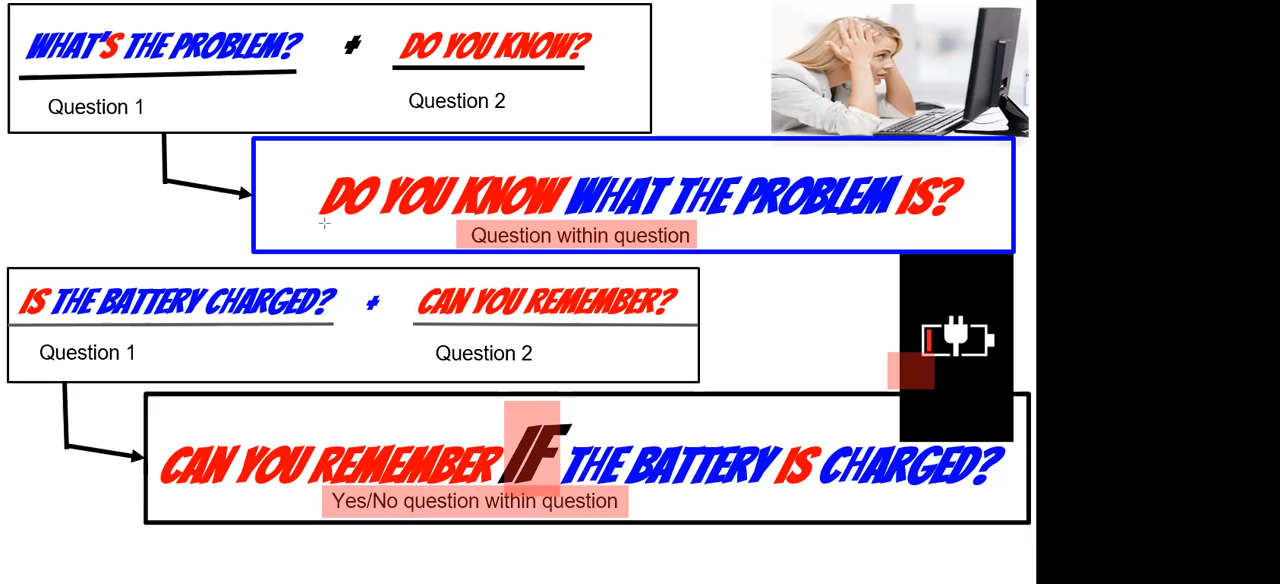 WHAT'S THE PROBLEM? + DO YOU KNOW?
Question 1 Question 2
DO YOU KNOW WHAT THE PROBLEM IS?
Question within question
IS THE BATTERY CHARGED? + CAN YOU REMEMBER?
Question 1 Question 2
CAN YOU REMEMBER IF THE BATTERY IS CHARGED?
Yes/No question within question